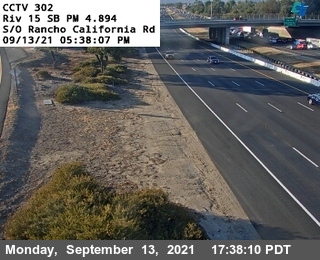 CCTV 302
Riv 15 SB PM 4.894
S/O Rancho California Rd
09/13/21 05:38:07 PM
Monday, September 13, 2021 17:38:10 PDT